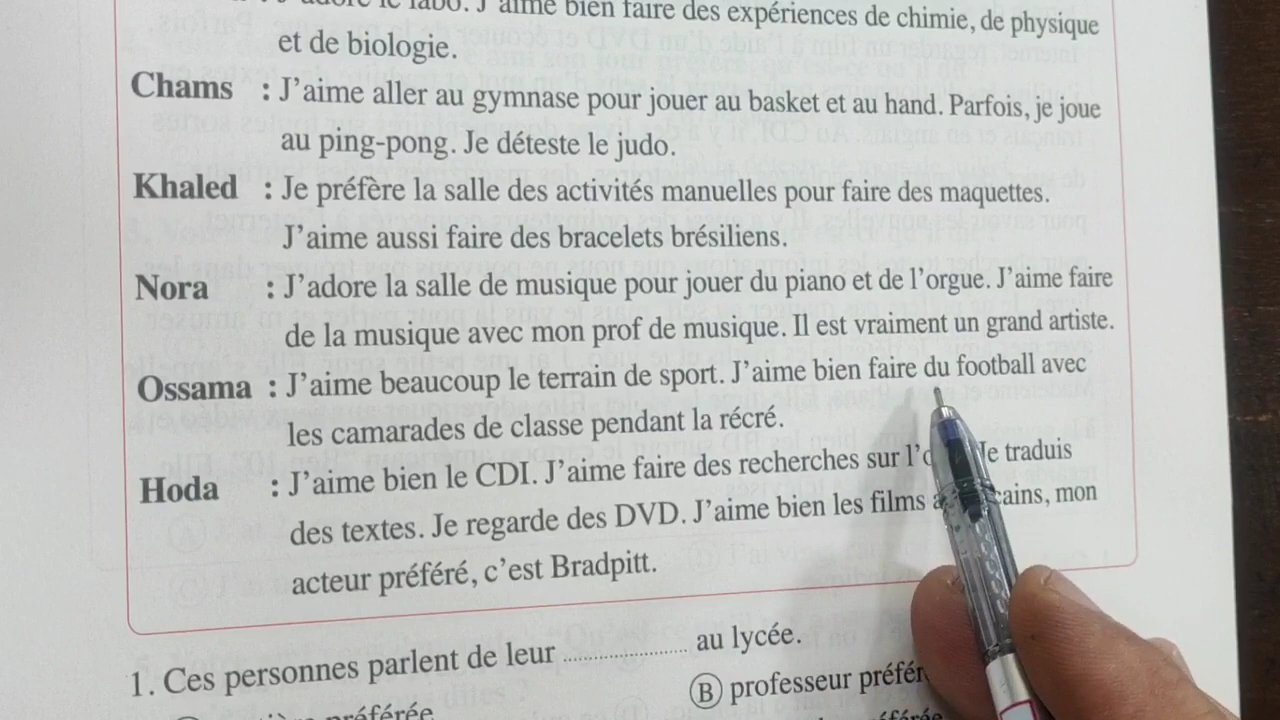 J'adore le labo. J'aime bien faire des expériences de chimie, de physique
et de biologie.
Chams : J'aime aller au gymnase pour jouer au basket et au hand. Parfois, je joue
au ping-pong. Je déteste le judo.
Khaled : Je préfère la salle des activités manuelles pour faire des maquettes.
J'aime aussi faire des bracelets brésiliens.
Nora : J'adore la salle de musique pour jouer du piano et de l'orgue. J'aime faire
de la musique avec mon prof de musique. Il est vraiment un grand artiste.
Ossama : J'aime beaucoup le terrain de sport. J'aime bien faire du football avec
les camarades de classe pendant la récré.
Hoda : J'aime bien le CDI. J'aime faire des recherches sur Je traduis
des textes. Je regarde des DVD. J'aime bien les films mon
acteur préféré, c'est Bradpitt.
1. Ces personnes parlent de leur .................... au lycée.
B professeur
préférée